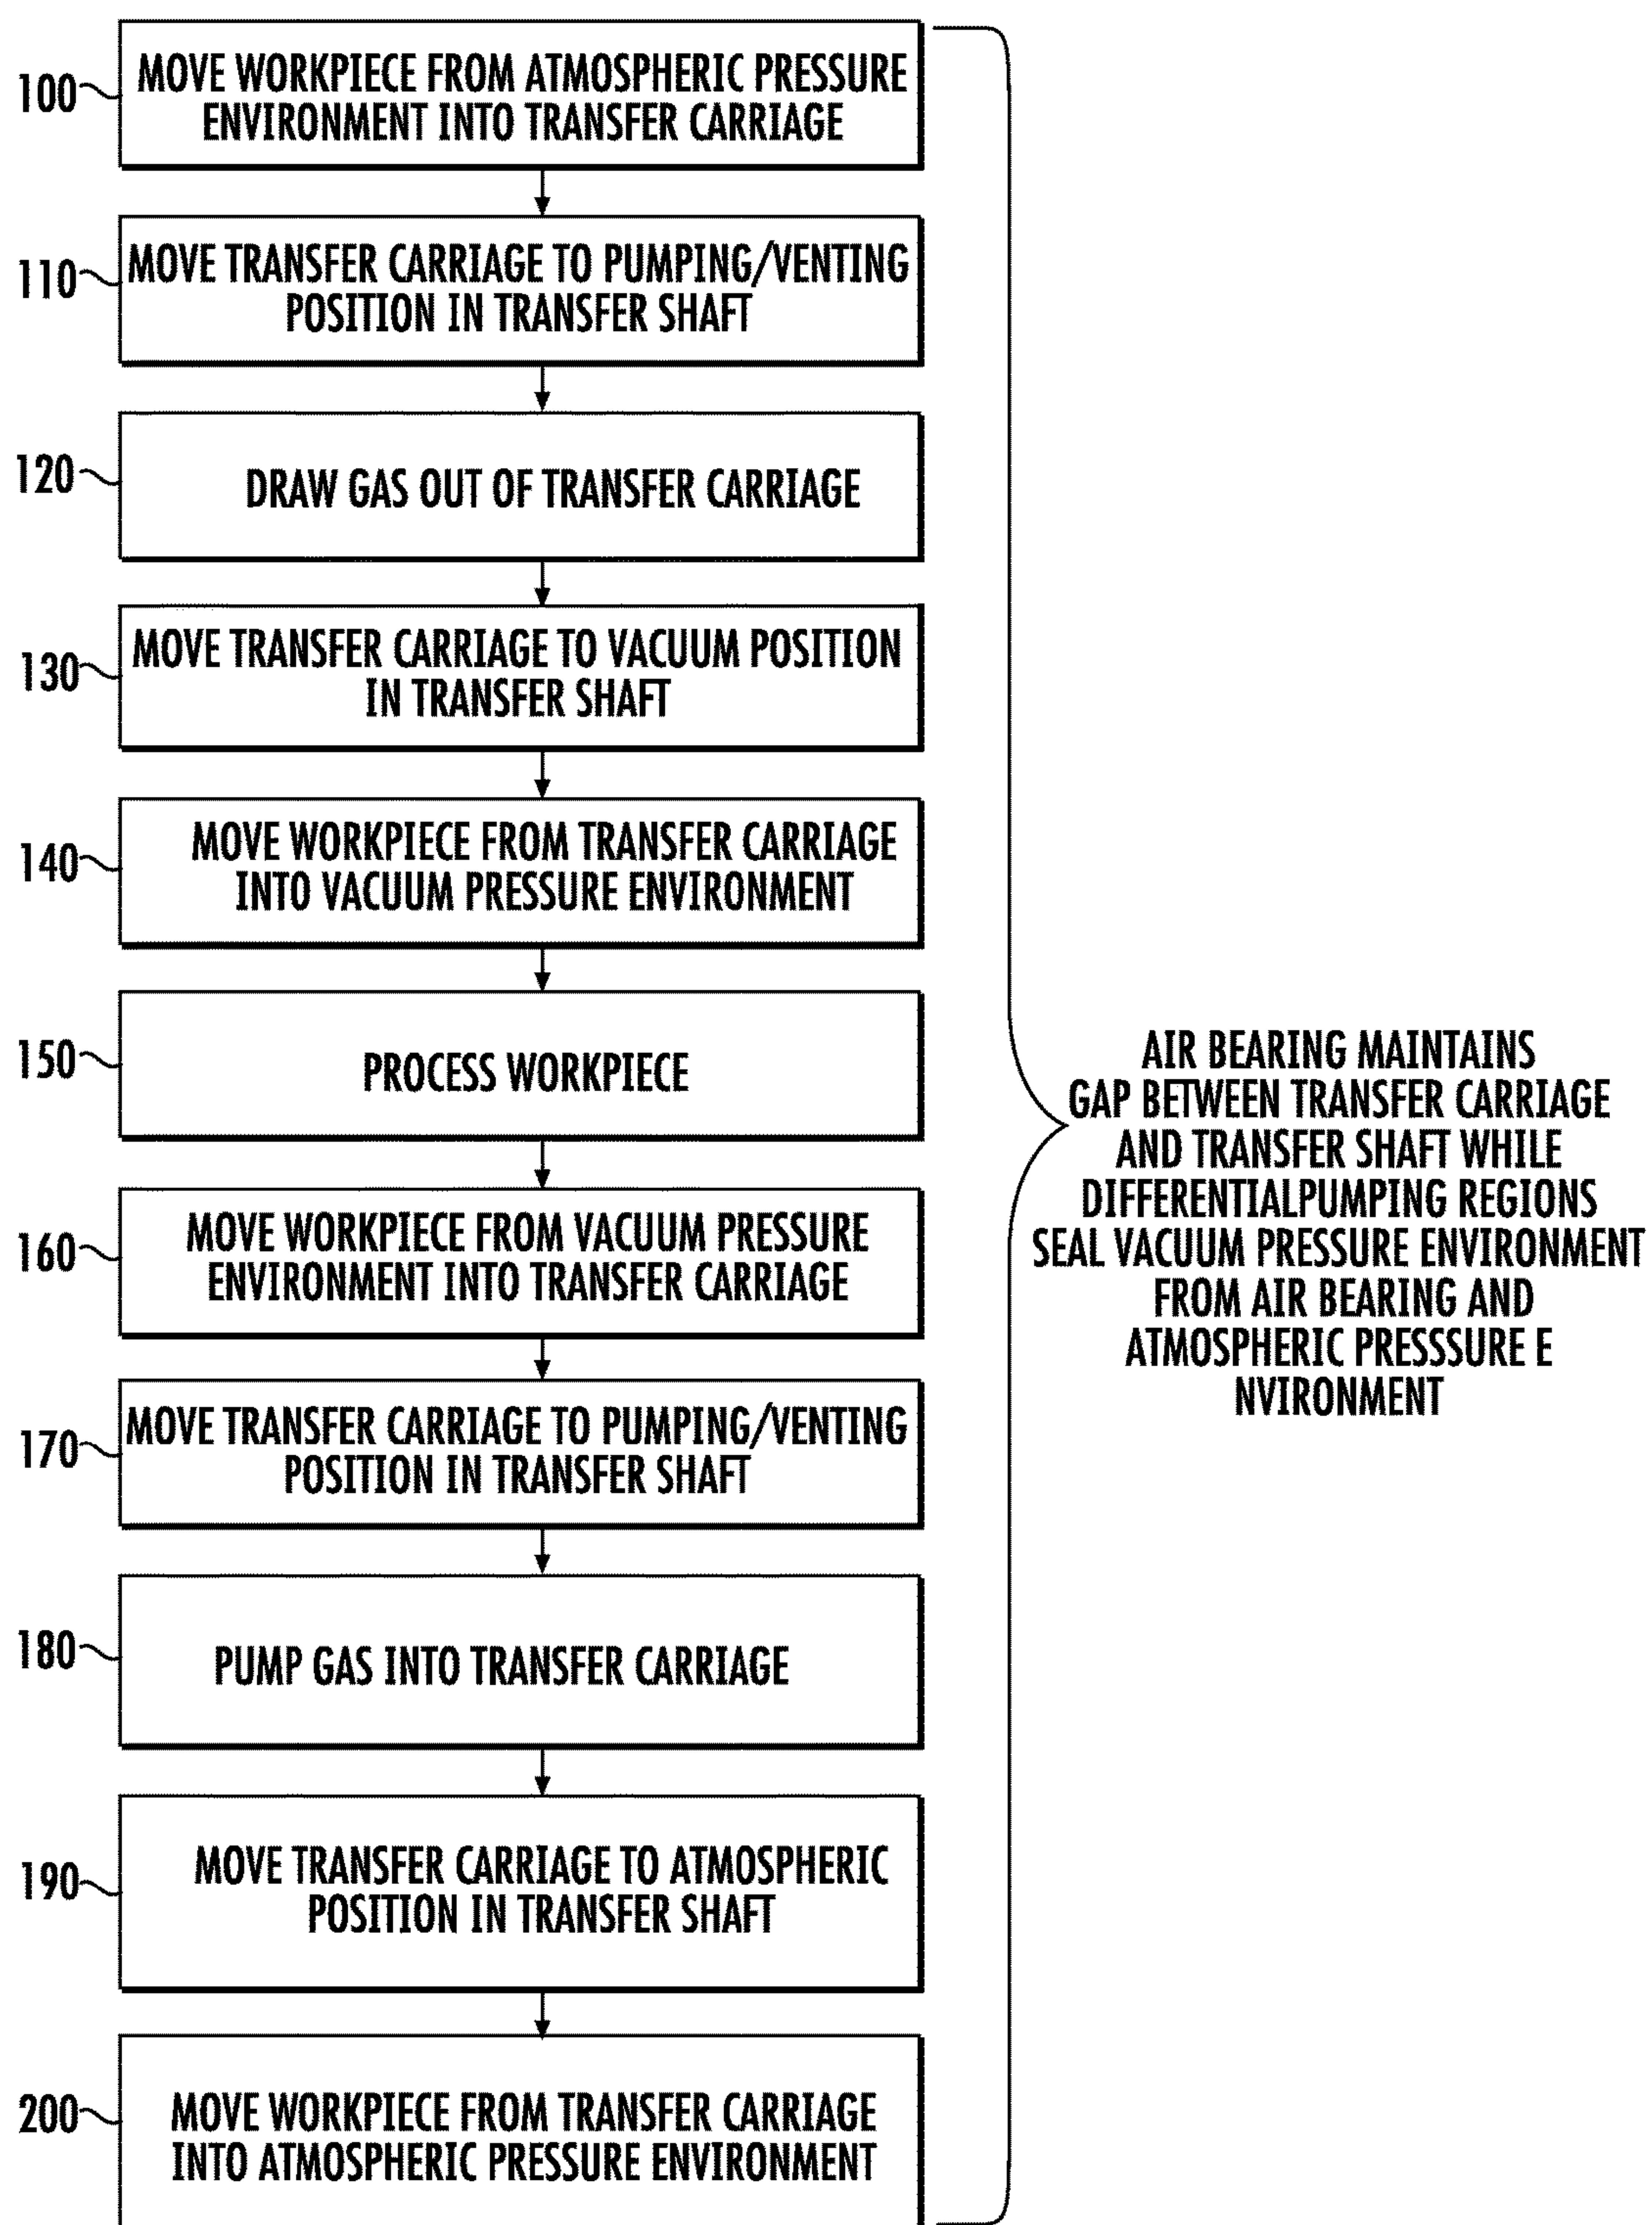 100
MOVE WORKPIECE FROM ATMOSPHERIC PRESSURE
ENVIRONMENT INTO TRANSFER CARRIAGE
110
MOVE TRANSFER CARRIAGE TO PUMPING/VENTING
POSITION IN TRANSFER SHAFT
120
DRAW GAS OUT OF TRANSFER CARRIAGE
130
MOVE TRANSFER CARRIAGE TO VACUUM POSITION
IN TRANSFER SHAFT
140
MOVE WORKPIECE FROM TRANSFER CARRIAGE
INTO VACUUM PRESSURE ENVIRONMENT
150
PROCESS WORKPIECE
160
MOVE WORKPIECE FROM VACUUM PRESSURE
ENVIRONMENT INTO TRANSFER CARRIAGE
170
MOVE TRANSFER CARRIAGE TO PUMPING/VENTING
POSITION IN TRANSFER SHAFT
180
PUMP GAS INTO TRANSFER CARRIAGE
190
MOVE TRANSFER CARRIAGE TO ATMOSPHERIC
POSITION IN TRANSFER SHAFT
200
MOVE WORKPIECE FROM TRANSFER CARRIAGE
INTO ATMOSPHERIC PRESSURE ENVIRONMENT
AIR BEARING MAINTAINS
GAP BETWEEN TRANSFER CARRIAGE
AND TRANSFER SHAFT WHILE
DIFFERENTIALPUMPING REGIONS
SEAL VACUUM PRESSURE ENVIRONMENT
FROM AIR BEARING AND
ATMOSPHERIC PRESSSURE E
NVIRONMENT